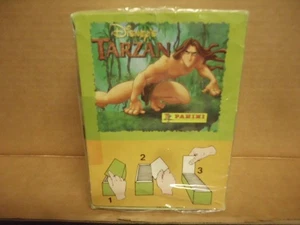 Disney's
TARZAN
PANINI
2
1
3